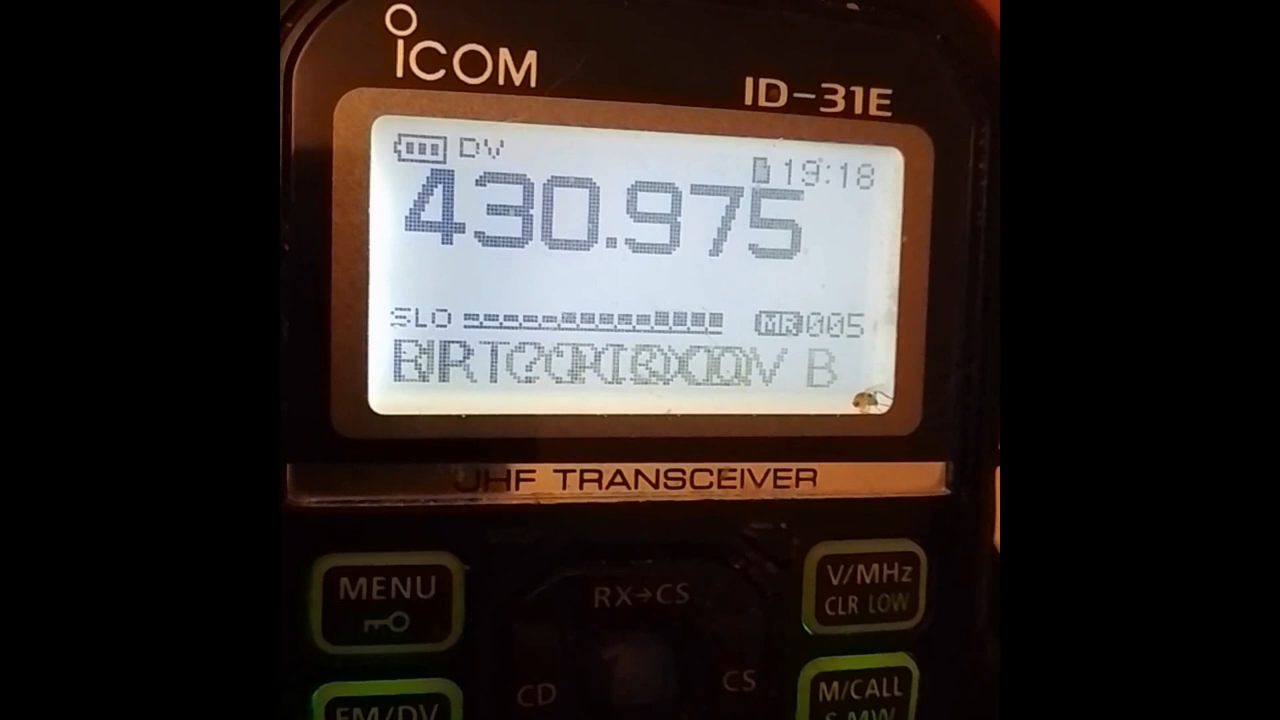 iCOM
ID-31E
DV
19:18
430.975
SLO
MR 005
B
UHF TRANSCEIVER
MENU
RX→CS
V/MHz
CLR LOW
CD
CS
M/CALL
S.MW
FM/DV